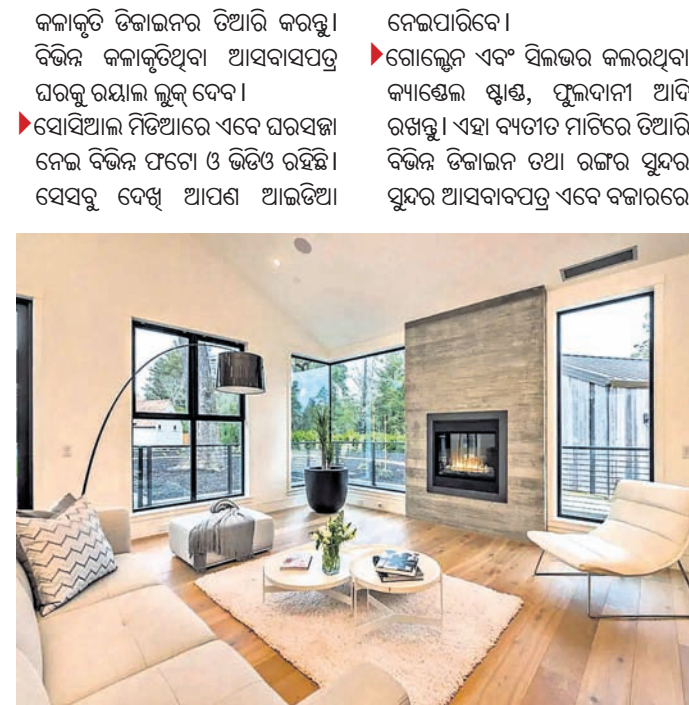 କଳାକୃତି ଡିଜାଇନର ତିଆରି କରନ୍ତୁ।
ବିଭିନ୍ନ କଳାକୃତିଥିବା ଆସବାସପତ୍ର
ଘରକୁ ରୟାଲ ଲୁକ୍ ଦେବ।
ସୋସିଆଲ ମିଡିଆରେ ଏବେ ଘରସଜ୍ଜା
ନେଇ ବିଭିନ୍ନ ଫଟୋ ଓ ଭିଡିଓ ରହିଛି।
ସେସବୁ ଦେଖି ଆପଣ ଆଇଡିଆ
ନେଇପାରିବେ।
ଗୋଲ୍ଡେନ ଏବଂ ସିଲଭର କଲରଥିବା
କ୍ୟାଣ୍ଡେଲ ଷ୍ଟାଣ୍ଡ, ଫୁଲଦାନୀ ଆଦି
ରଖନ୍ତୁ। ଏହା ବ୍ୟତୀତ ମାଟିରେ ତିଆରି
ବିଭିନ୍ନ ଡିଜାଇନ ତଥା ରଙ୍ଗର ସୁନ୍ଦର
ସୁନ୍ଦର ଆସବାବପତ୍ର ଏବେ ବଜାରରେ